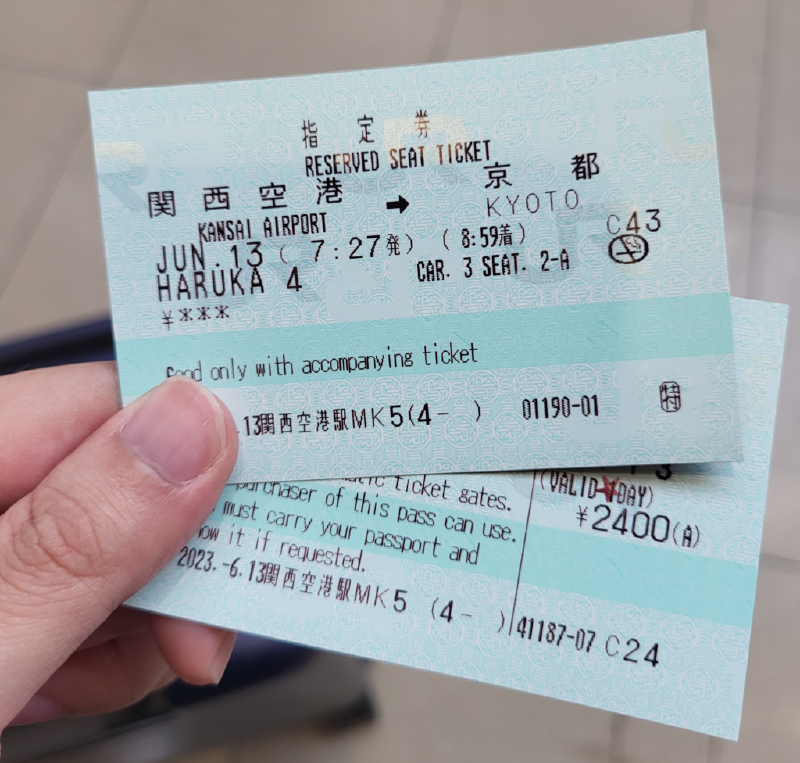 指定券
RESERVED SEAT TICKET
関西空港 → 京都
KANSAI AIRPORT KYOTO
JUN. 13 ( 7:27発) ( 8:59着) C43
HARUKA 4 CAR. 3 SEAT. 2-A
¥***
Good only with accompanying ticket
.13関西空港駅MK5(4- ) 01190-01 特
ticket gates.
(VALID 1 DAY)
purchaser of this pass can use.
¥2400(A)
must carry your passport and
it if requested.
2023.-6.13関西空港駅MK5 (4- ) 41187-07 C24